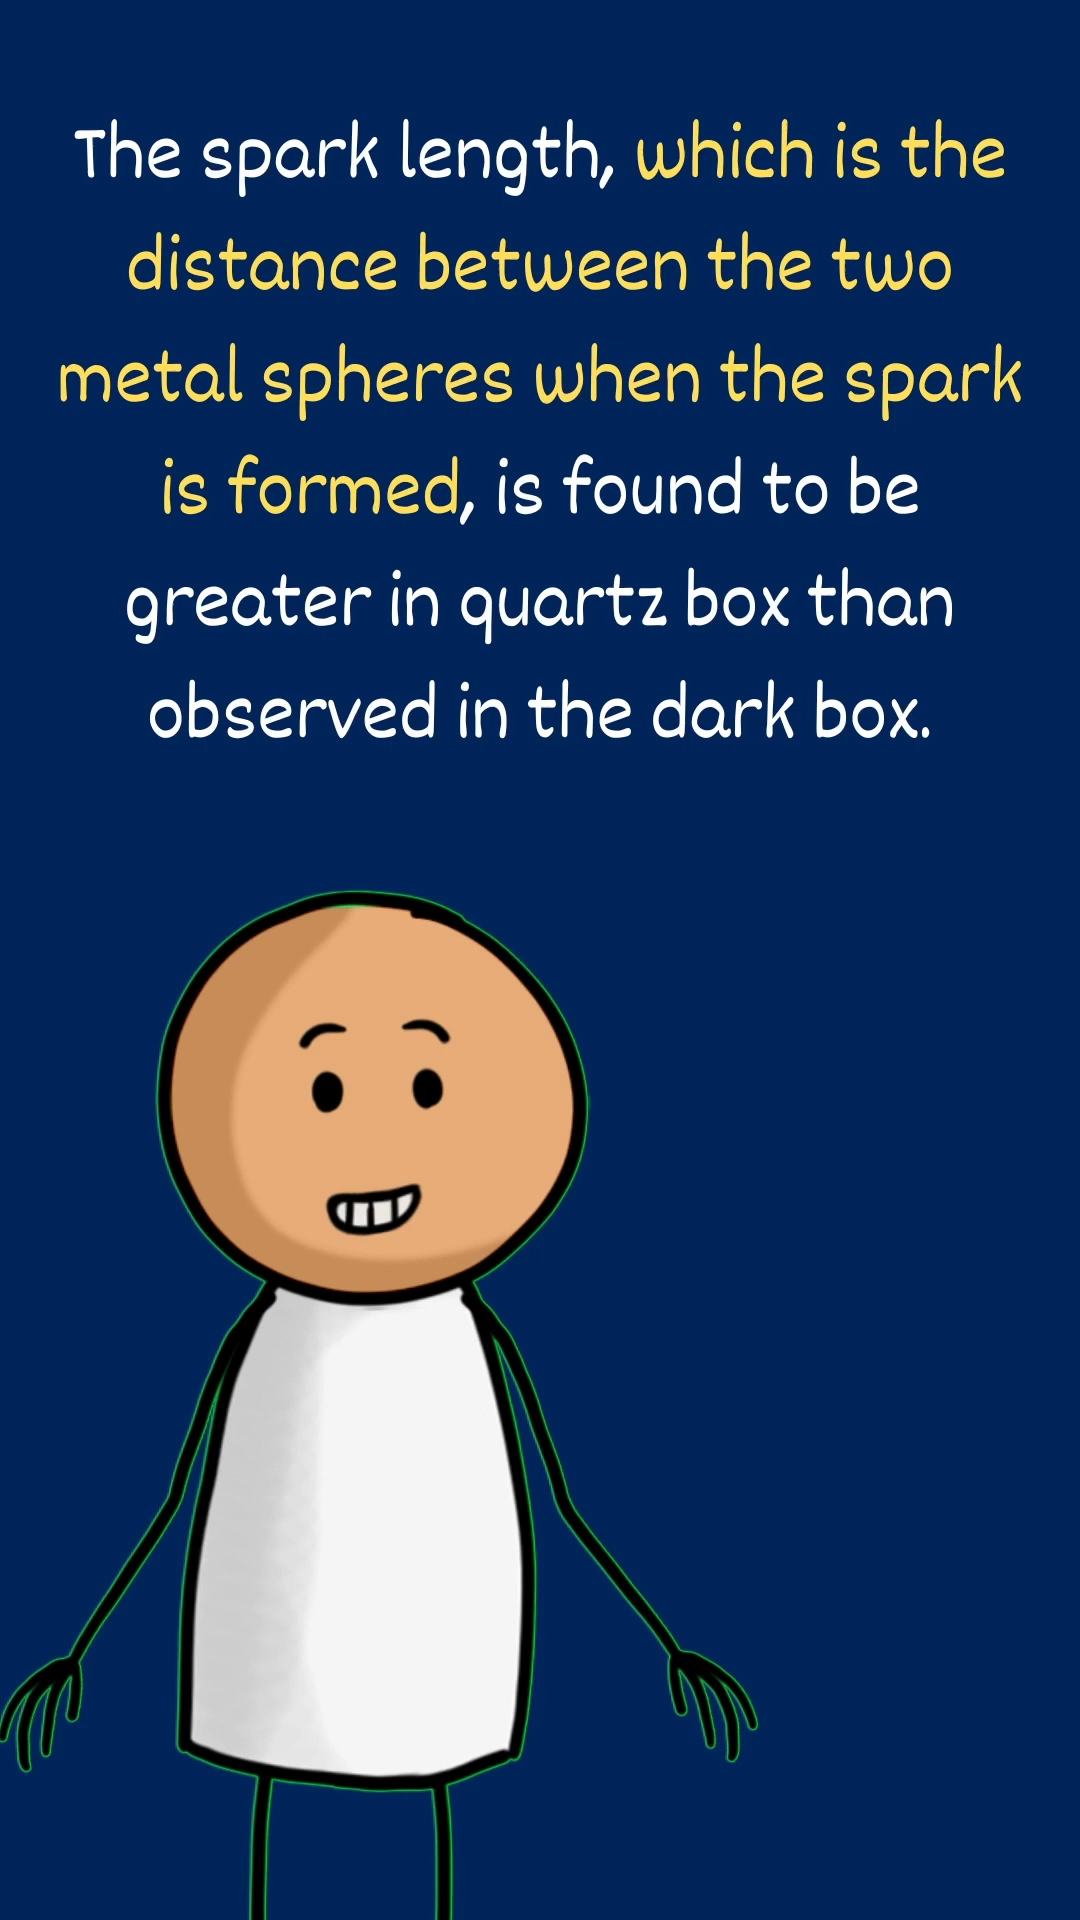 The spark length, which is the
distance between the two
metal spheres when the spark
is formed, is found to be
greater in quartz box than
observed in the dark box.